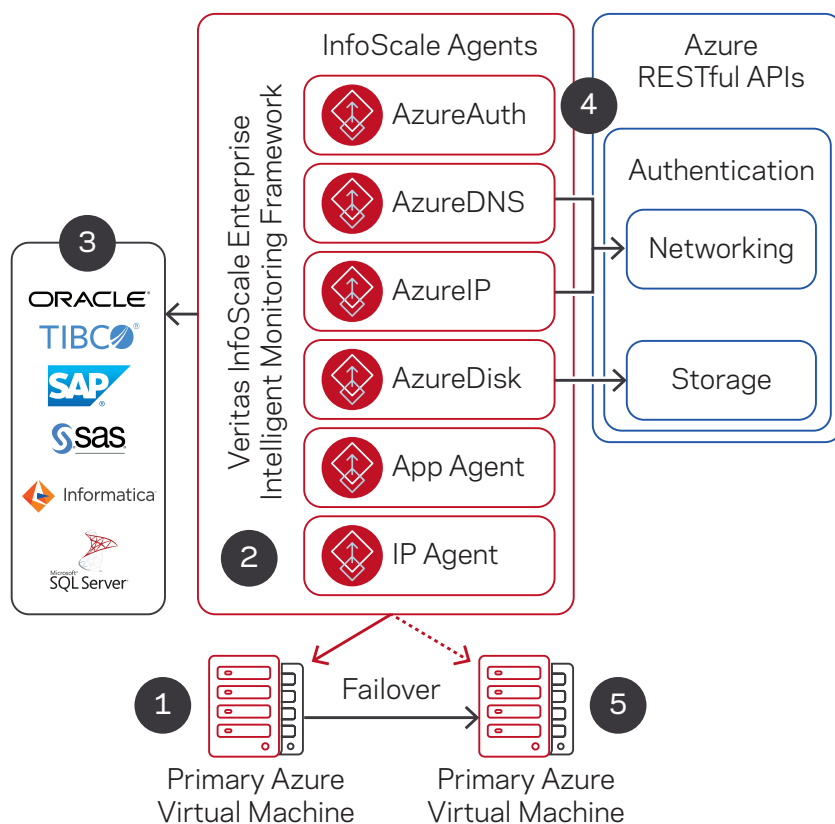 InfoScale Agents
Veritas InfoScale Enterprise
Intelligent Monitoring Framework
AzureAuth
AzureDNS
AzureIP
AzureDisk
App Agent
IP Agent
2
4
Azure
RESTful APIs
Authentication
Networking
Storage
3
ORACLE®
TIBCO®
SAP®
S.sas
Informatica
Microsoft®
SQL Server®
1
Failover
5
Primary Azure
Virtual Machine
Primary Azure
Virtual Machine